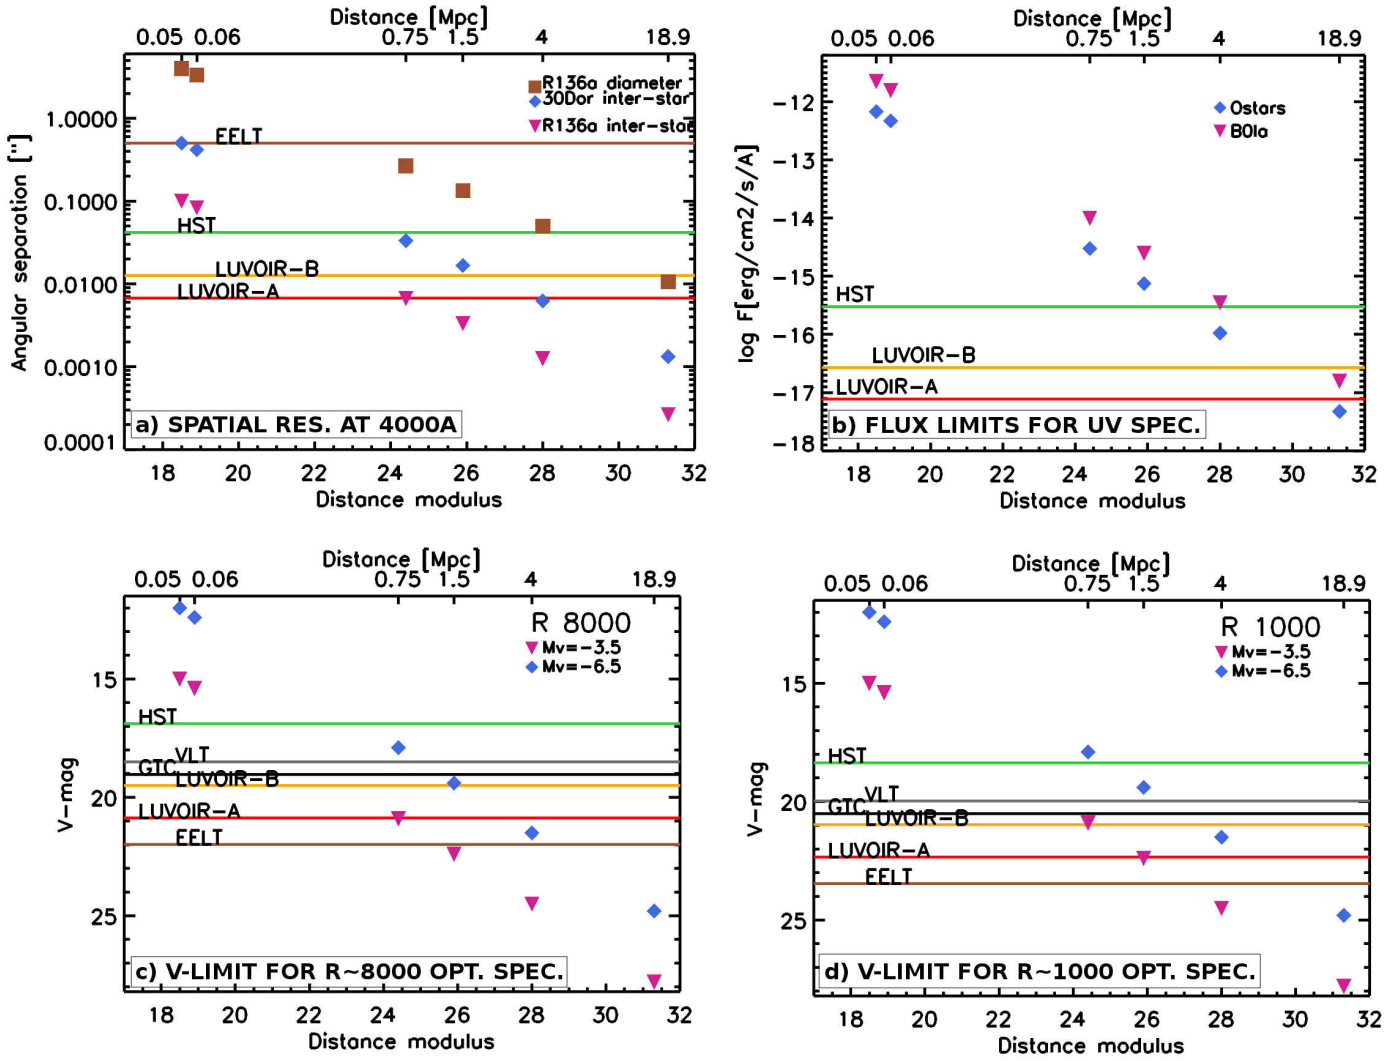 Distance [Mpc]
0.05 0.06 0.75 1.5 4 18.9
R136a diameter
30Dor inter-star
R136a inter-star
EELT
HST
LUVOIR-B
LUVOIR-A
1.0000
0.1000
0.0100
0.0010
0.0001
Angular separation ["]
a) SPATIAL RES. AT 4000A
18 20 22 24 26 28 30 32
Distance modulus
Distance [Mpc]
0.05 0.06 0.75 1.5 4 18.9
Ostars
B0Ia
HST
LUVOIR-B
LUVOIR-A
-12
-13
-14
-15
-16
-17
-18
log F[erg/cm2/s/A]
b) FLUX LIMITS FOR UV SPEC.
18 20 22 24 26 28 30 32
Distance modulus
Distance [Mpc]
0.05 0.06 0.75 1.5 4 18.9
R 8000
Mv=-3.5
Mv=-6.5
HST
VLT
GTC
LUVOIR-B
LUVOIR-A
EELT
15
20
25
V-mag
c) V-LIMIT FOR R~8000 OPT. SPEC.
18 20 22 24 26 28 30 32
Distance modulus
Distance [Mpc]
0.05 0.06 0.75 1.5 4 18.9
R 1000
Mv=-3.5
Mv=-6.5
HST
VLT
GTC
LUVOIR-B
LUVOIR-A
EELT
15
20
25
V-mag
d) V-LIMIT FOR R~1000 OPT. SPEC.
18 20 22 24 26 28 30 32
Distance modulus